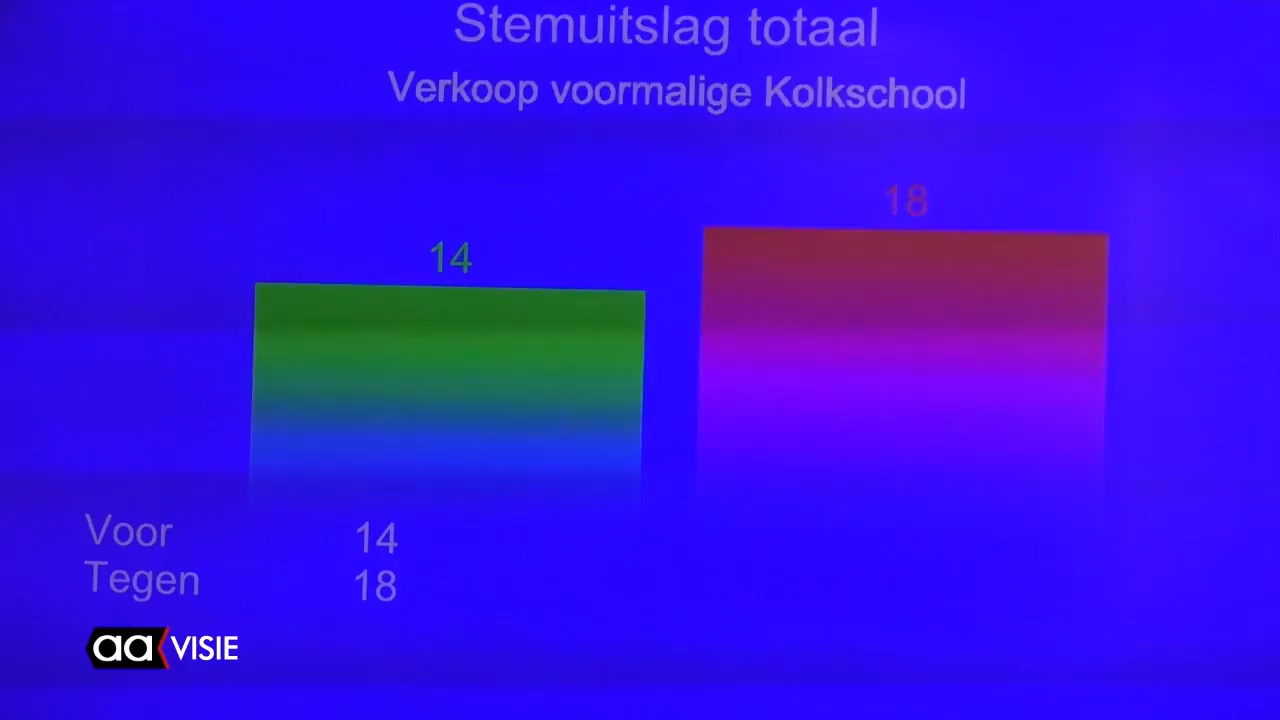 Stemuitslag totaal
Verkoop voormalige Kolkschool
18
14
Voor 14
Tegen 18
aa VISIE